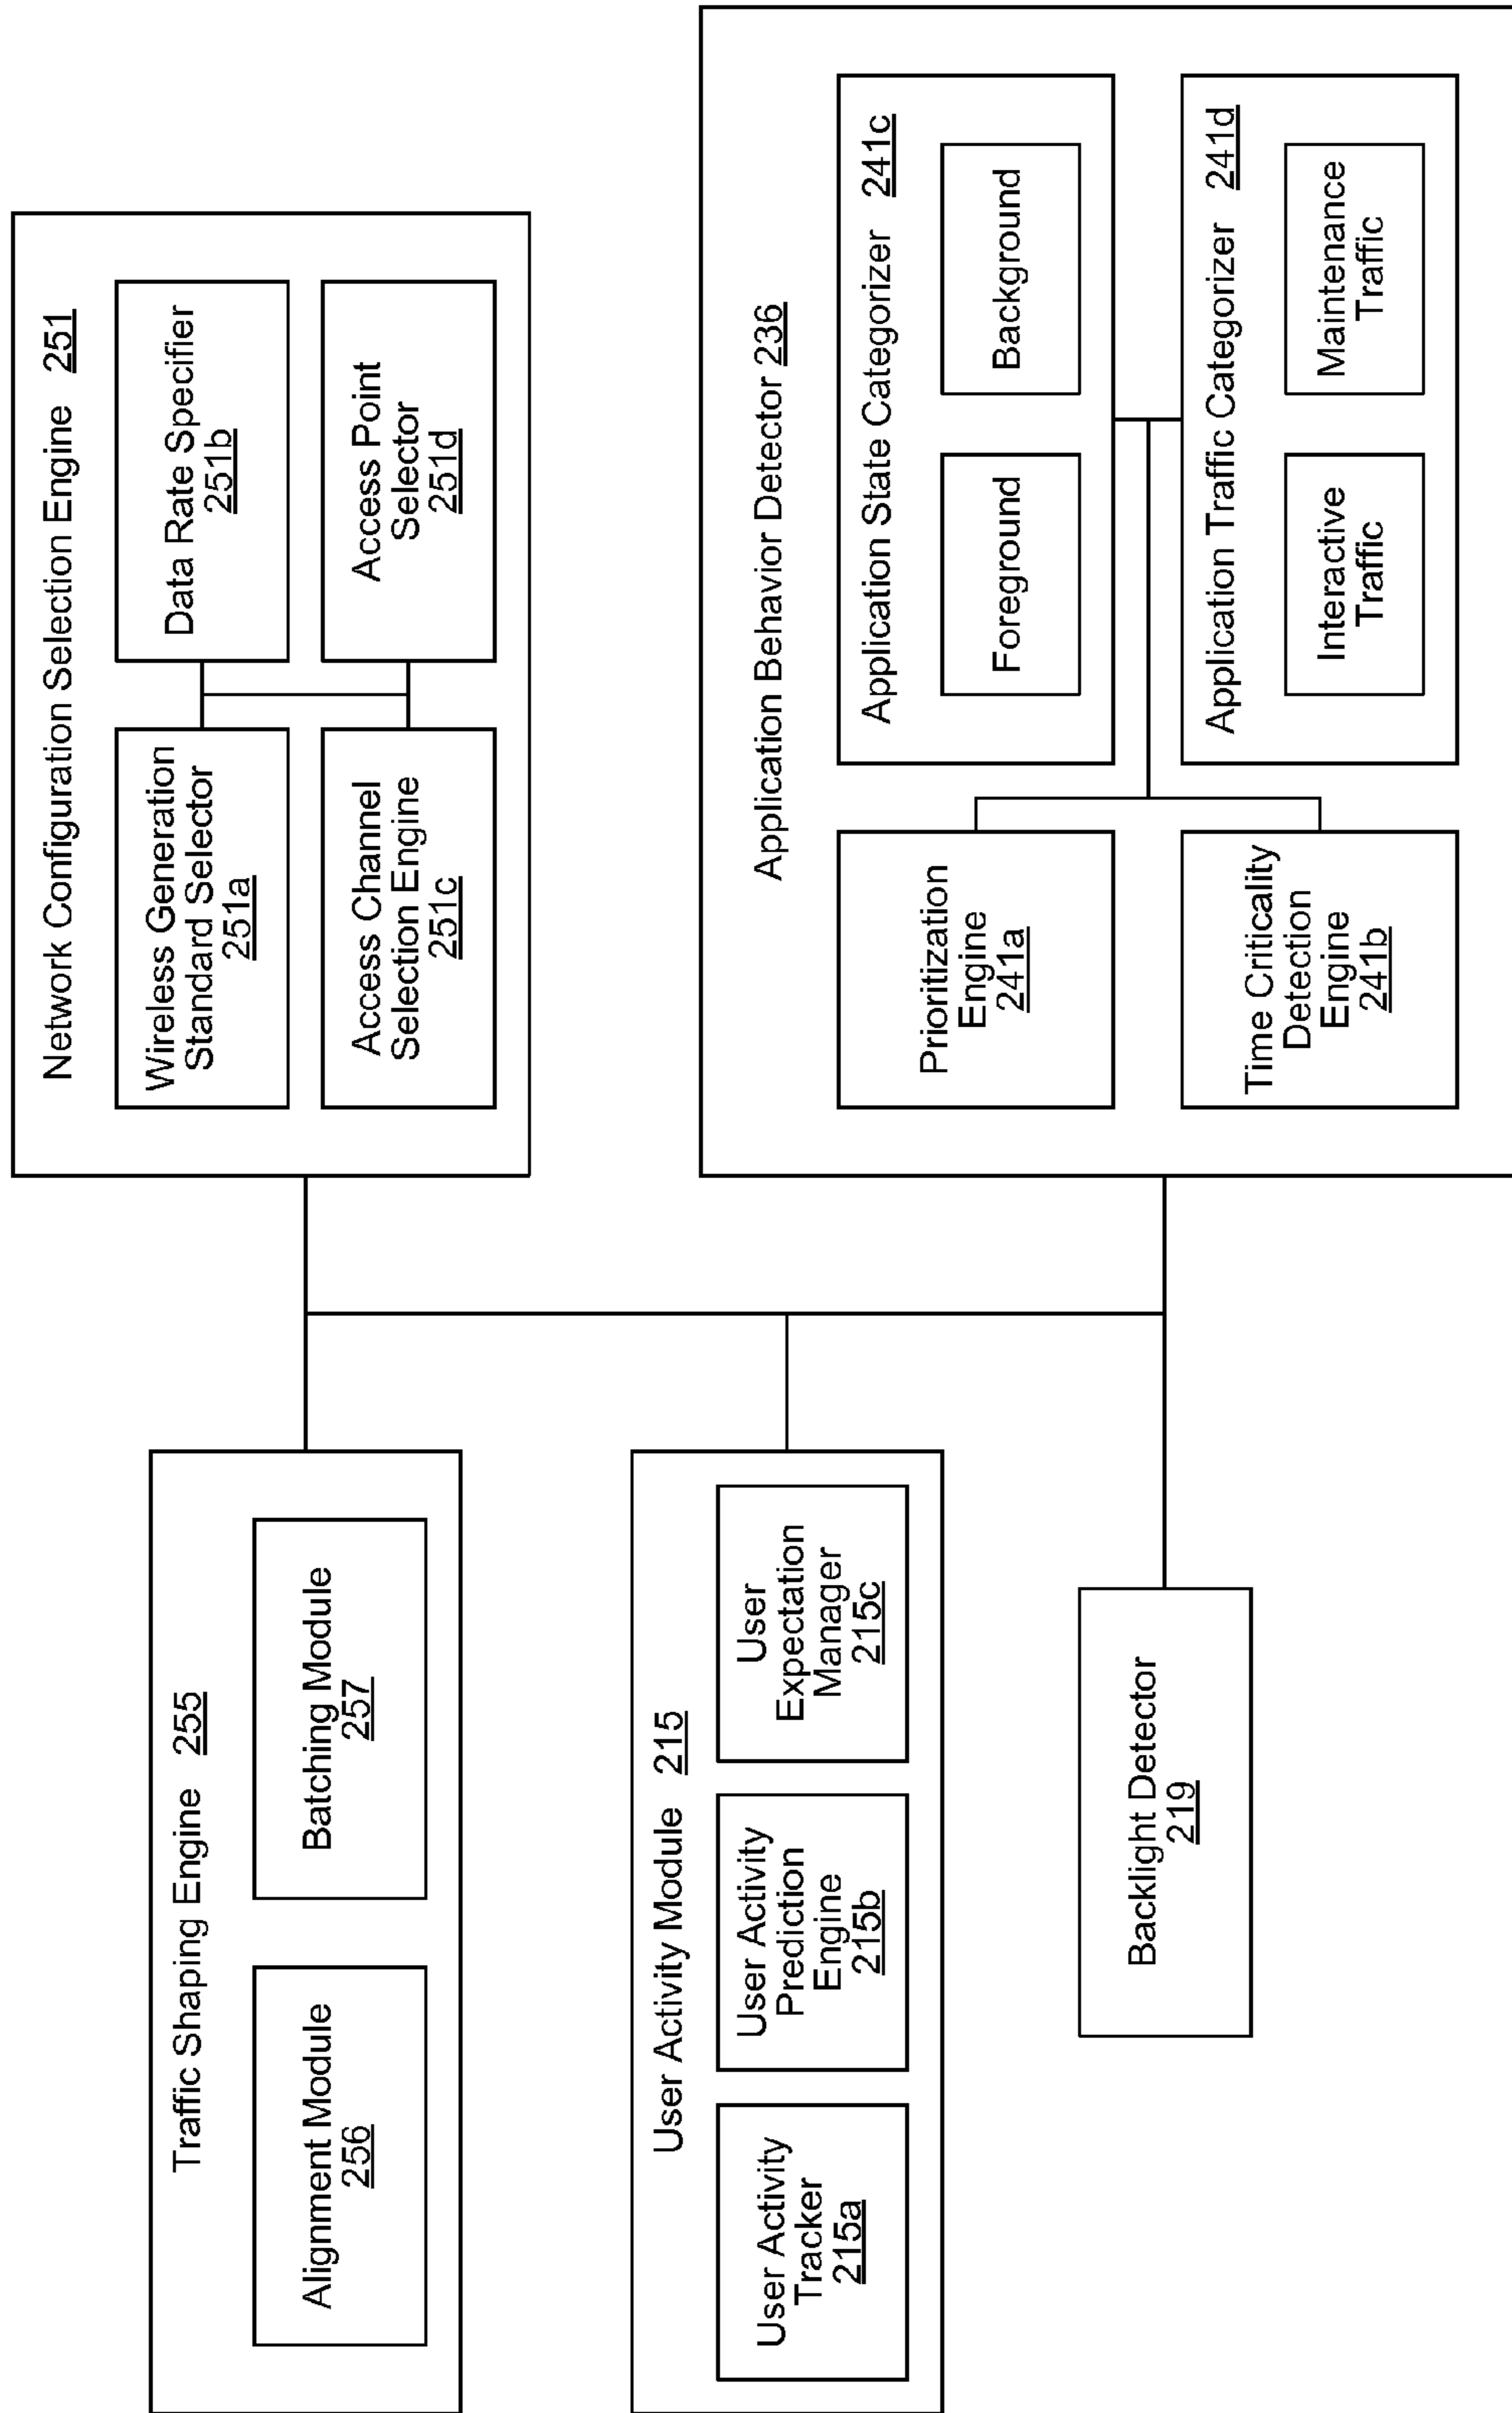 Traffic Shaping Engine 255
Alignment Module
256
Batching Module
257
User Activity Module 215
User Activity
Tracker
215a
User Activity
Prediction
Engine
215b
User
Expectation
Manager
215c
Backlight Detector
219
Network Configuration Selection Engine 251
Wireless Generation
Standard Selector
251a
Data Rate Specifier
251b
Access Channel
Selection Engine
251c
Access Point
Selector
251d
Application Behavior Detector 236
Prioritization
Engine
241a
Time Criticality
Detection
Engine
241b
Application State Categorizer 241c
Foreground
Background
Application Traffic Categorizer 241d
Interactive
Traffic
Maintenance
Traffic